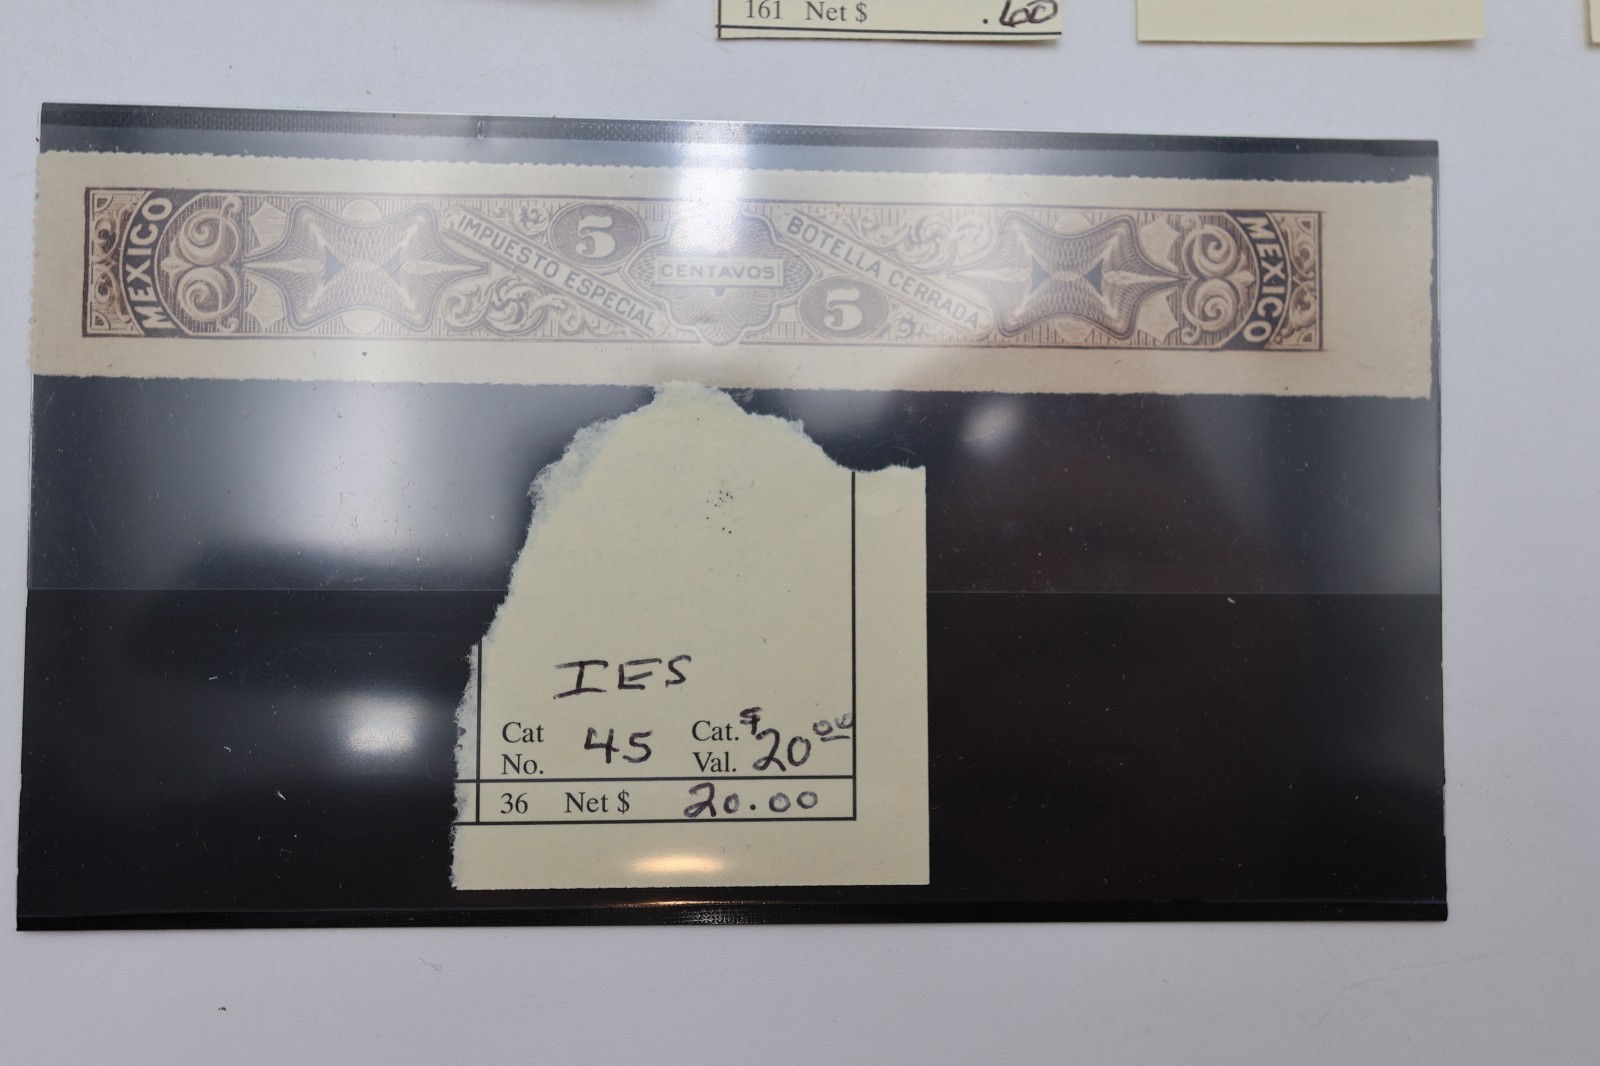 161 Net $ .60
MEXICO
IMPUESTO ESPECIAL
5
CENTAVOS
BOTELLA CERRADA
5
MEXICO
IES
Cat No. 45 Cat. Val. $20.00
36 Net $ 20.00